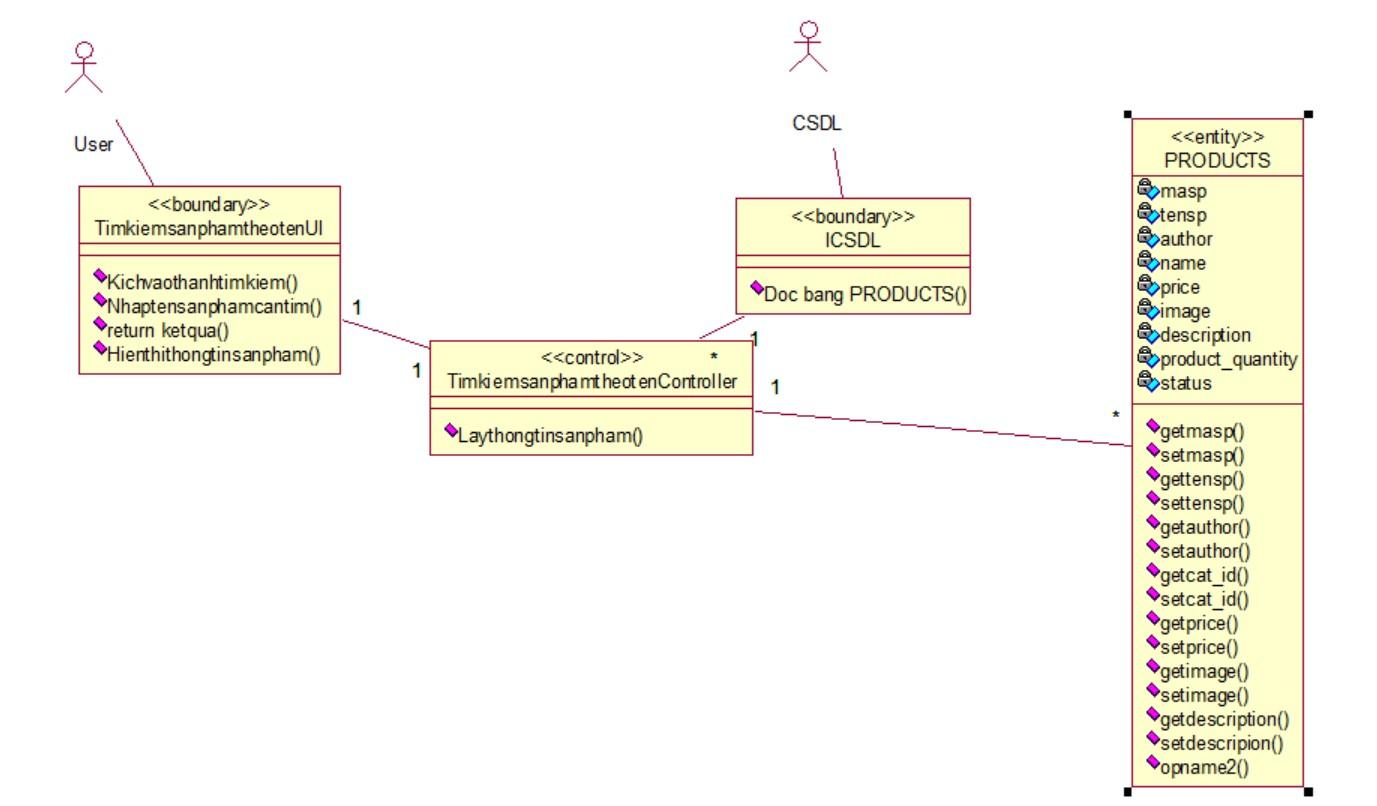 User
<<boundary>>
TimkiemsanphamtheotenUI
Kichvaothanhtimkiem()
Nhaptensanphamcantim()
return ketqua()
Hienthithongtinsanpham()
1
1
CSDL
<<boundary>>
ICSDL
Doc bang PRODUCTS()
1
*
<<control>>
TimkiemsanphamtheotenController
Laythongtinsanpham()
1
*
<<entity>>
PRODUCTS
masp
tensp
author
name
price
image
description
product_quantity
status
getmasp()
setmasp()
gettensp()
settensp()
getauthor()
setauthor()
getcat_id()
setcat_id()
getprice()
setprice()
getimage()
setimage()
getdescription()
setdescripion()
opname2()